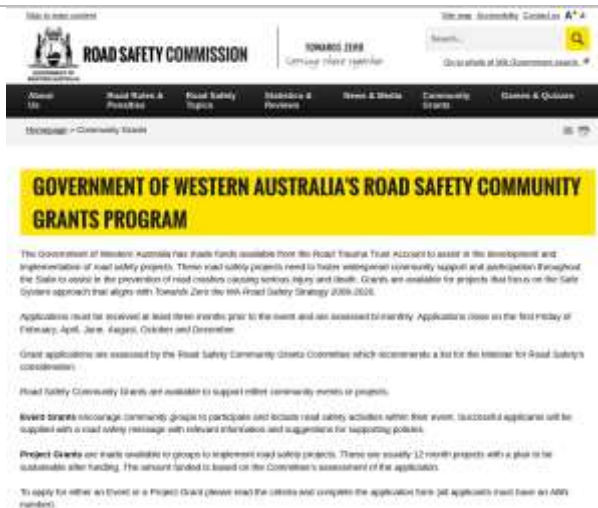 Skip to main content
Site map Accessibility Contact us A+ A
GOVERNMENT OF
WESTERN AUSTRALIA
ROAD SAFETY COMMISSION
TOWARDS ZERO
Getting there together
Search...
Go to whole of WA Government search
About Us
Road Rules & Penalties
Road Safety Topics
Statistics & Reviews
News & Media
Community Grants
Games & Quizzes
Homepage > Community Grants
GOVERNMENT OF WESTERN AUSTRALIA'S ROAD SAFETY COMMUNITY
GRANTS PROGRAM
The Government of Western Australia has made funds available from the Road Trauma Trust Account to assist in the development and
implementation of road safety projects. These road safety projects need to foster widespread community support and participation throughout
the State to assist in the prevention of road crashes causing serious injury and death. Grants are available for projects that focus on the Safe
System approach that aligns with Towards Zero the WA Road Safety Strategy 2008-2020.
Applications must be received at least three months prior to the event and are assessed bi-monthly. Applications close on the first Friday of
February, April, June, August, October and December.
Grant applications are assessed by the Road Safety Community Grants Committee which recommends a list for the Minister for Road Safety's
consideration.
Road Safety Community Grants are available to support either community events or projects.
Event Grants encourage community groups to participate and include road safety activities within their event. Successful applicants will be
supplied with a road safety message with relevant information and suggestions for supporting policies.
Project Grants are made available to groups to implement road safety projects. These are usually 12 month projects with a plan to be
sustainable after funding. The amount funded is based on the Committee's assessment of the application.
To apply for either an Event or a Project Grant please read the criteria and complete the application form (all applicants must have an ABN
number).